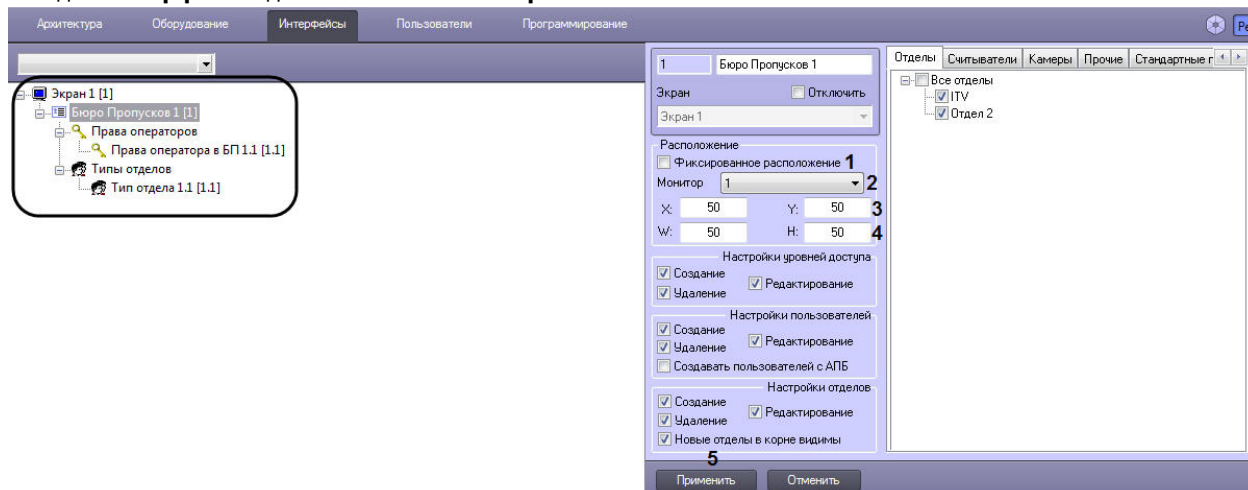 Архитектура Оборудование Интерфейсы Пользователи Программирование
Экран 1 [1]
Бюро Пропусков 1 [1]
Права операторов
Права оператора в БП 1.1 [1.1]
Типы отделов
Тип отдела 1.1 [1.1]
1 Бюро Пропусков 1
Экран Отключить
Экран 1
Расположение
Фиксированное расположение 1
Монитор 1 2
X: 50 Y: 50 3
W: 50 H: 50 4
Настройки уровней доступа
Создание
Редактирование
Удаление
Настройки пользователей
Создание
Редактирование
Удаление
Создавать пользователей с АПБ
Настройки отделов
Создание
Редактирование
Удаление
Новые отделы в корне видимы
5
Применить Отменить
Отделы Считыватели Камеры Прочие Стандартные г
Все отделы
ITV
Отдел 2